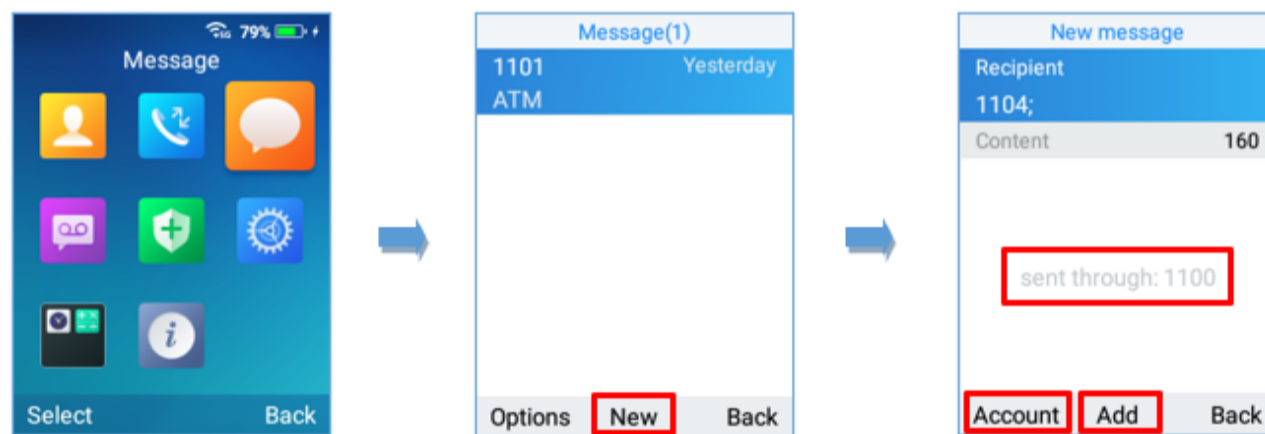 79%
Message
Select Back
Message(1)
1101 Yesterday
ATM
Options New Back
New message
Recipient
1104;
Content 160
sent through: 1100
Account Add Back